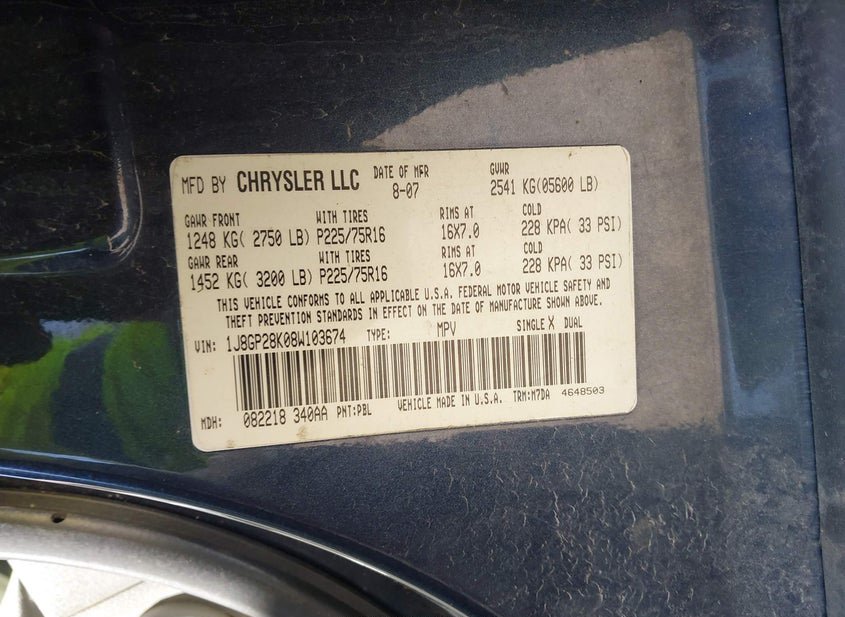 MFD BY CHRYSLER LLC DATE OF MFR GVWR
8-07 2541 KG(05600 LB)
GAWR FRONT WITH TIRES RIMS AT COLD
1248 KG( 2750 LB) P225/75R16 16X7.0 228 KPA( 33 PSI)
GAWR REAR WITH TIRES RIMS AT COLD
1452 KG( 3200 LB) P225/75R16 16X7.0 228 KPA( 33 PSI)
THIS VEHICLE CONFORMS TO ALL APPLICABLE U.S.A. FEDERAL MOTOR VEHICLE SAFETY AND
THEFT PREVENTION STANDARDS IN EFFECT ON THE DATE OF MANUFACTURE SHOWN ABOVE.
VIN: 1J8GP28K08W103674 TYPE: MPV SINGLE X DUAL
MDH: 082218 340AA PNT:PBL VEHICLE MADE IN U.S.A. TRM:M7DA 4648503